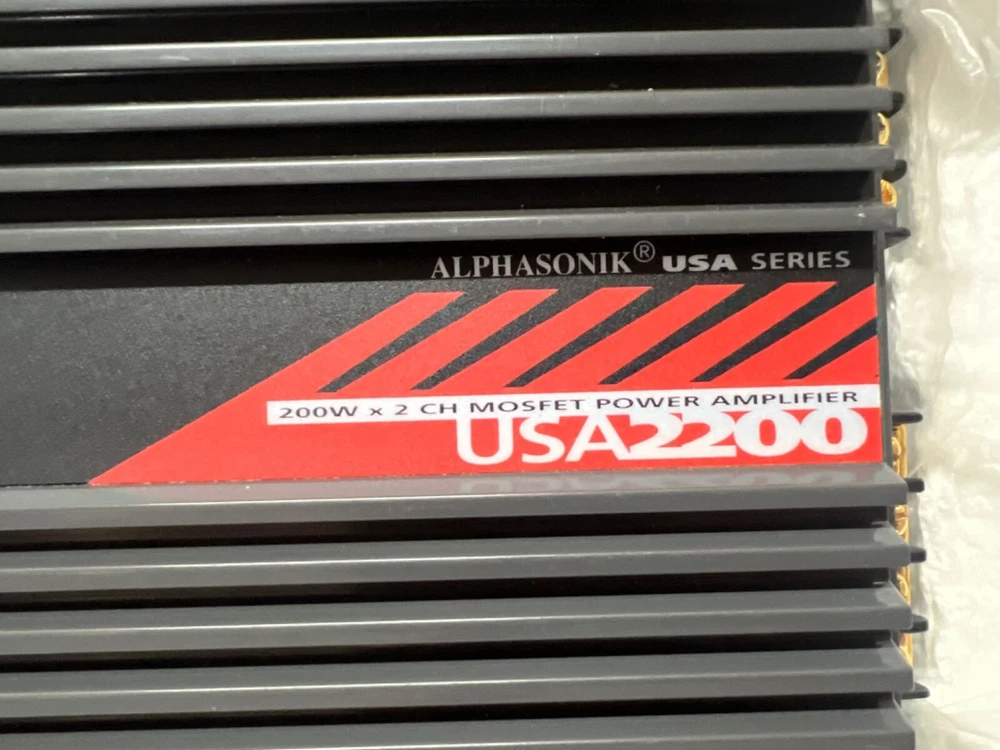 ALPHASONIK® USA SERIES
200W x 2 CH MOSFET POWER AMPLIFIER
USA2200